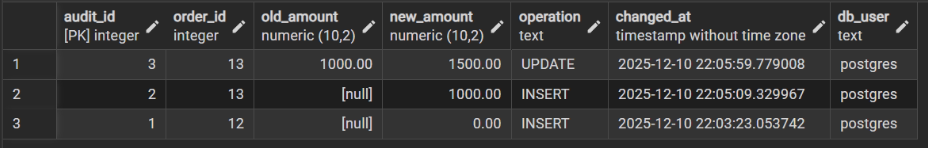 audit_id order_id old_amount new_amount operation changed_at db_user
[PK] integer integer numeric (10,2) numeric (10,2) text timestamp without time zone text
1 3 13 1000.00 1500.00 UPDATE 2025-12-10 22:05:59.779008 postgres
2 2 13 [null] 1000.00 INSERT 2025-12-10 22:05:09.329967 postgres
3 1 12 [null] 0.00 INSERT 2025-12-10 22:03:23.053742 postgres